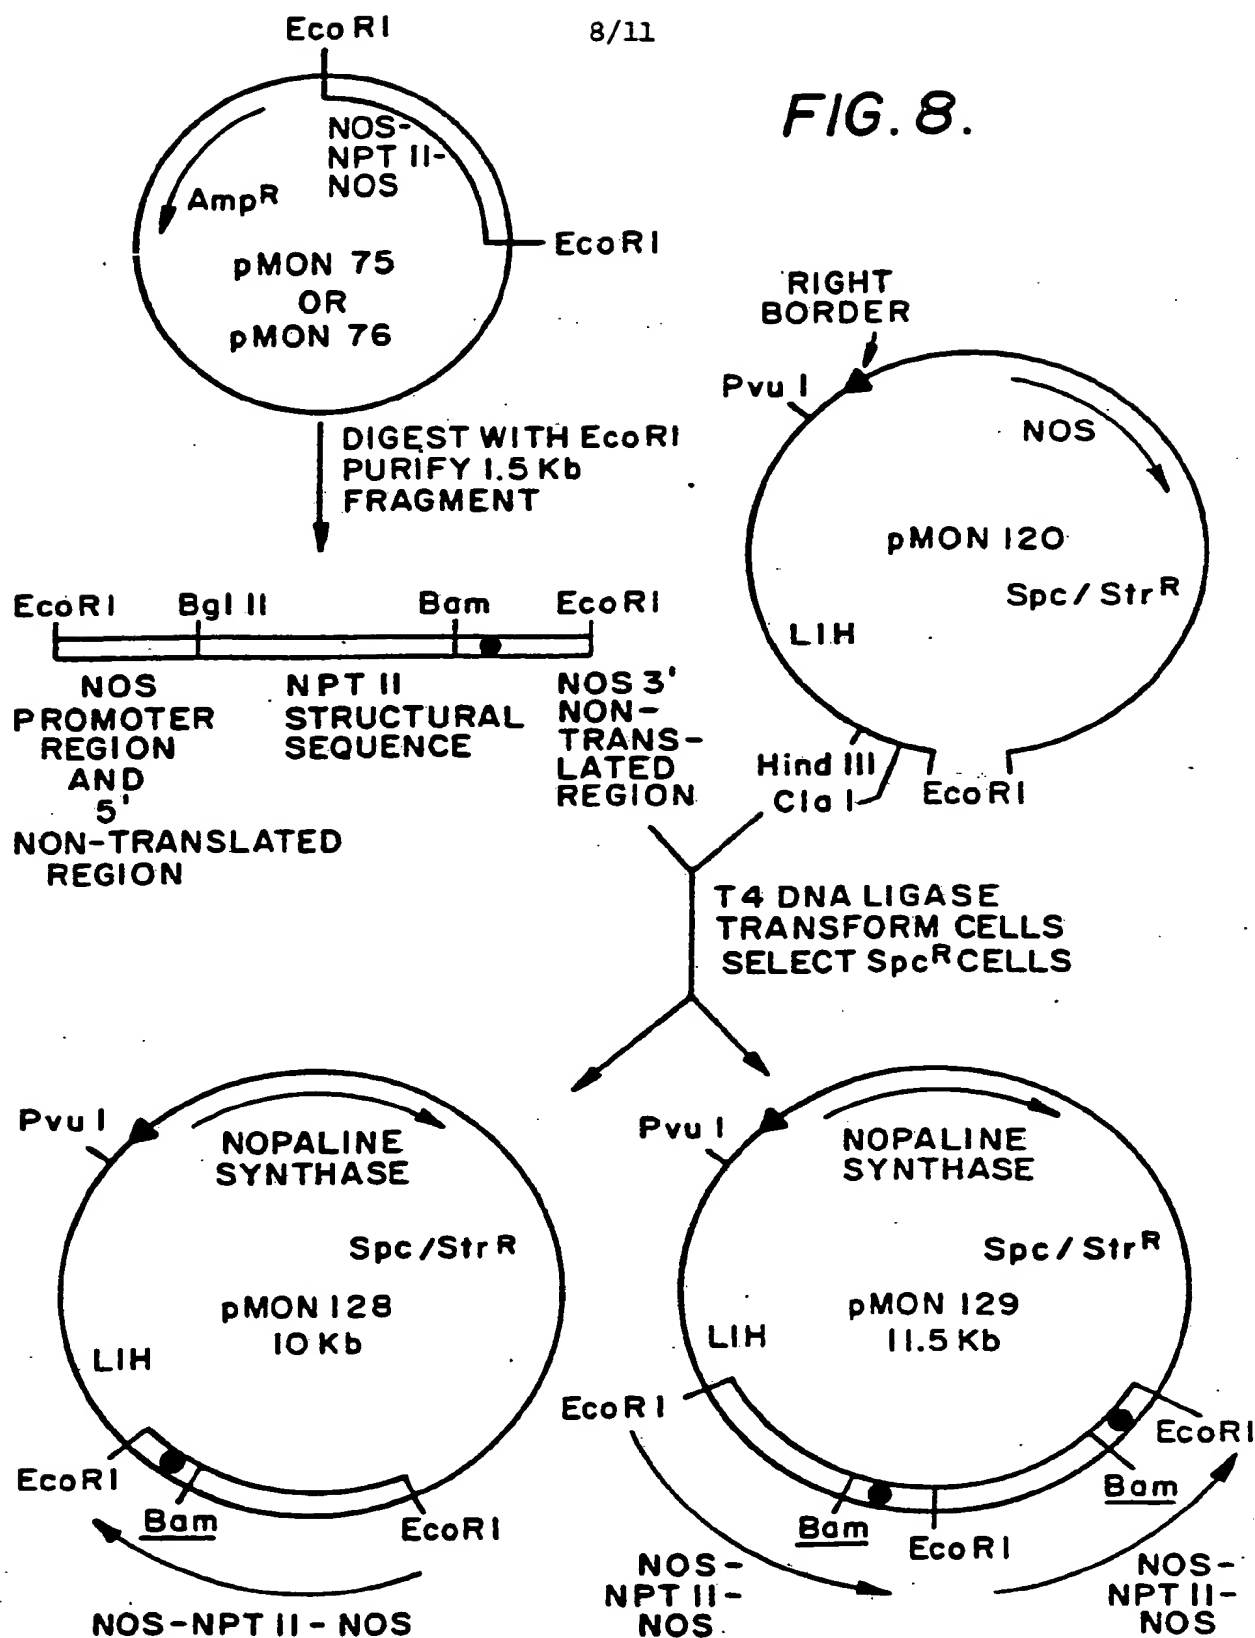 8/11
FIG. 8.
EcoRI
NOS-
NPT II-
NOS
AmpR
EcoRI
pMON 75
OR
pMON 76
DIGEST WITH EcoRI
PURIFY 1.5 Kb
FRAGMENT
RIGHT
BORDER
Pvu I
NOS
pMON 120
Spc/StrR
LIH
Hind III
Cla I
EcoRI
EcoRI
Bgl II
Bam
EcoRI
NOS
PROMOTER
REGION
AND
5'
NON-TRANSLATED
REGION
NPT II
STRUCTURAL
SEQUENCE
NOS 3'
NON-
TRANS-
LATED
REGION
T4 DNA LIGASE
TRANSFORM CELLS
SELECT SpcR CELLS
Pvu I
NOPALINE
SYNTHASE
Spc/StrR
pMON 128
10 Kb
LIH
EcoRI
Bam
EcoRI
NOS-NPT II-NOS
Pvu I
NOPALINE
SYNTHASE
Spc/StrR
pMON 129
11.5 Kb
LIH
EcoRI
Bam
EcoRI
Bam
EcoRI
NOS-
NPT II-
NOS
NOS-
NPT II-
NOS